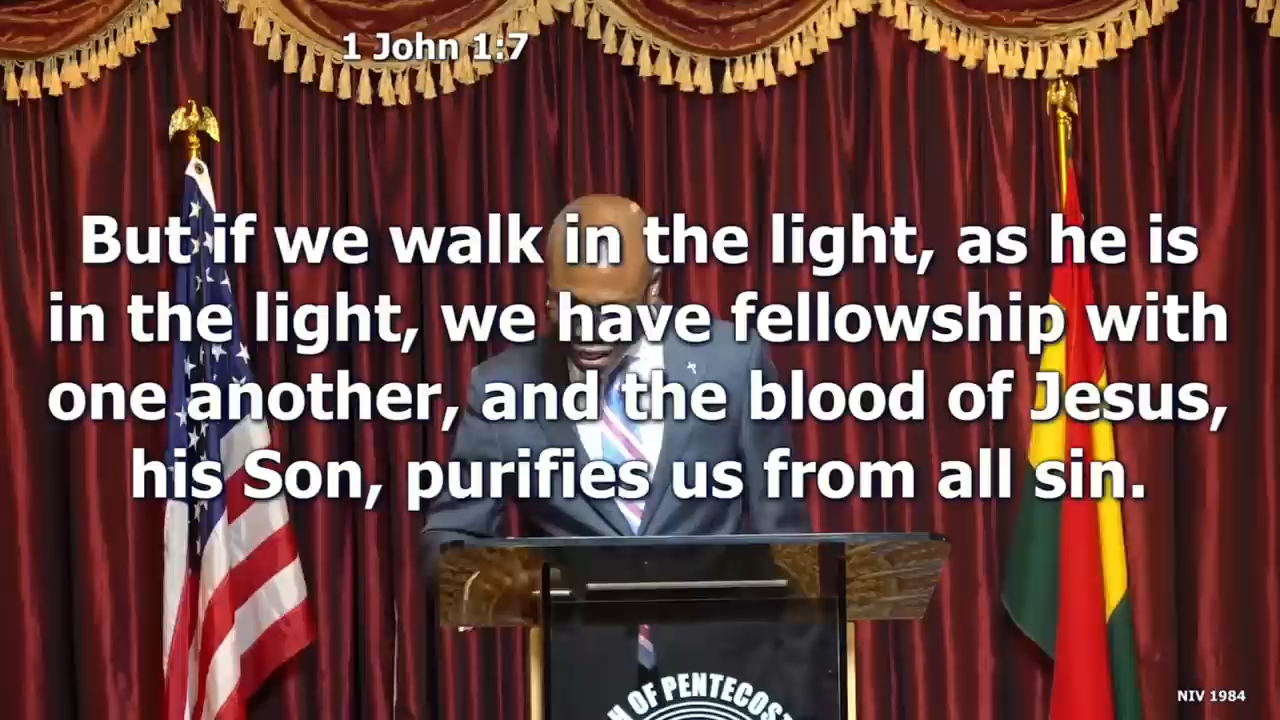 1 John 1:7
But if we walk in the light, as he is
in the light, we have fellowship with
one another, and the blood of Jesus,
his Son, purifies us from all sin.
OF PENTECOS
NIV 1984